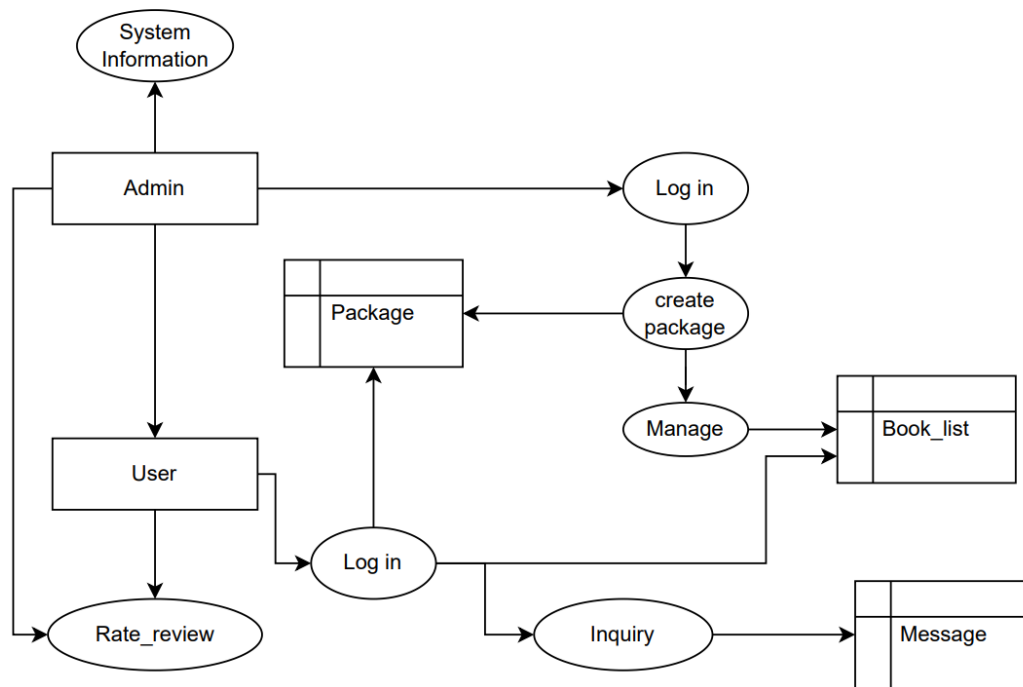 System
Information
Admin
Log in
create
package
Package
Manage
Book_list
User
Log in
Rate_review
Inquiry
Message